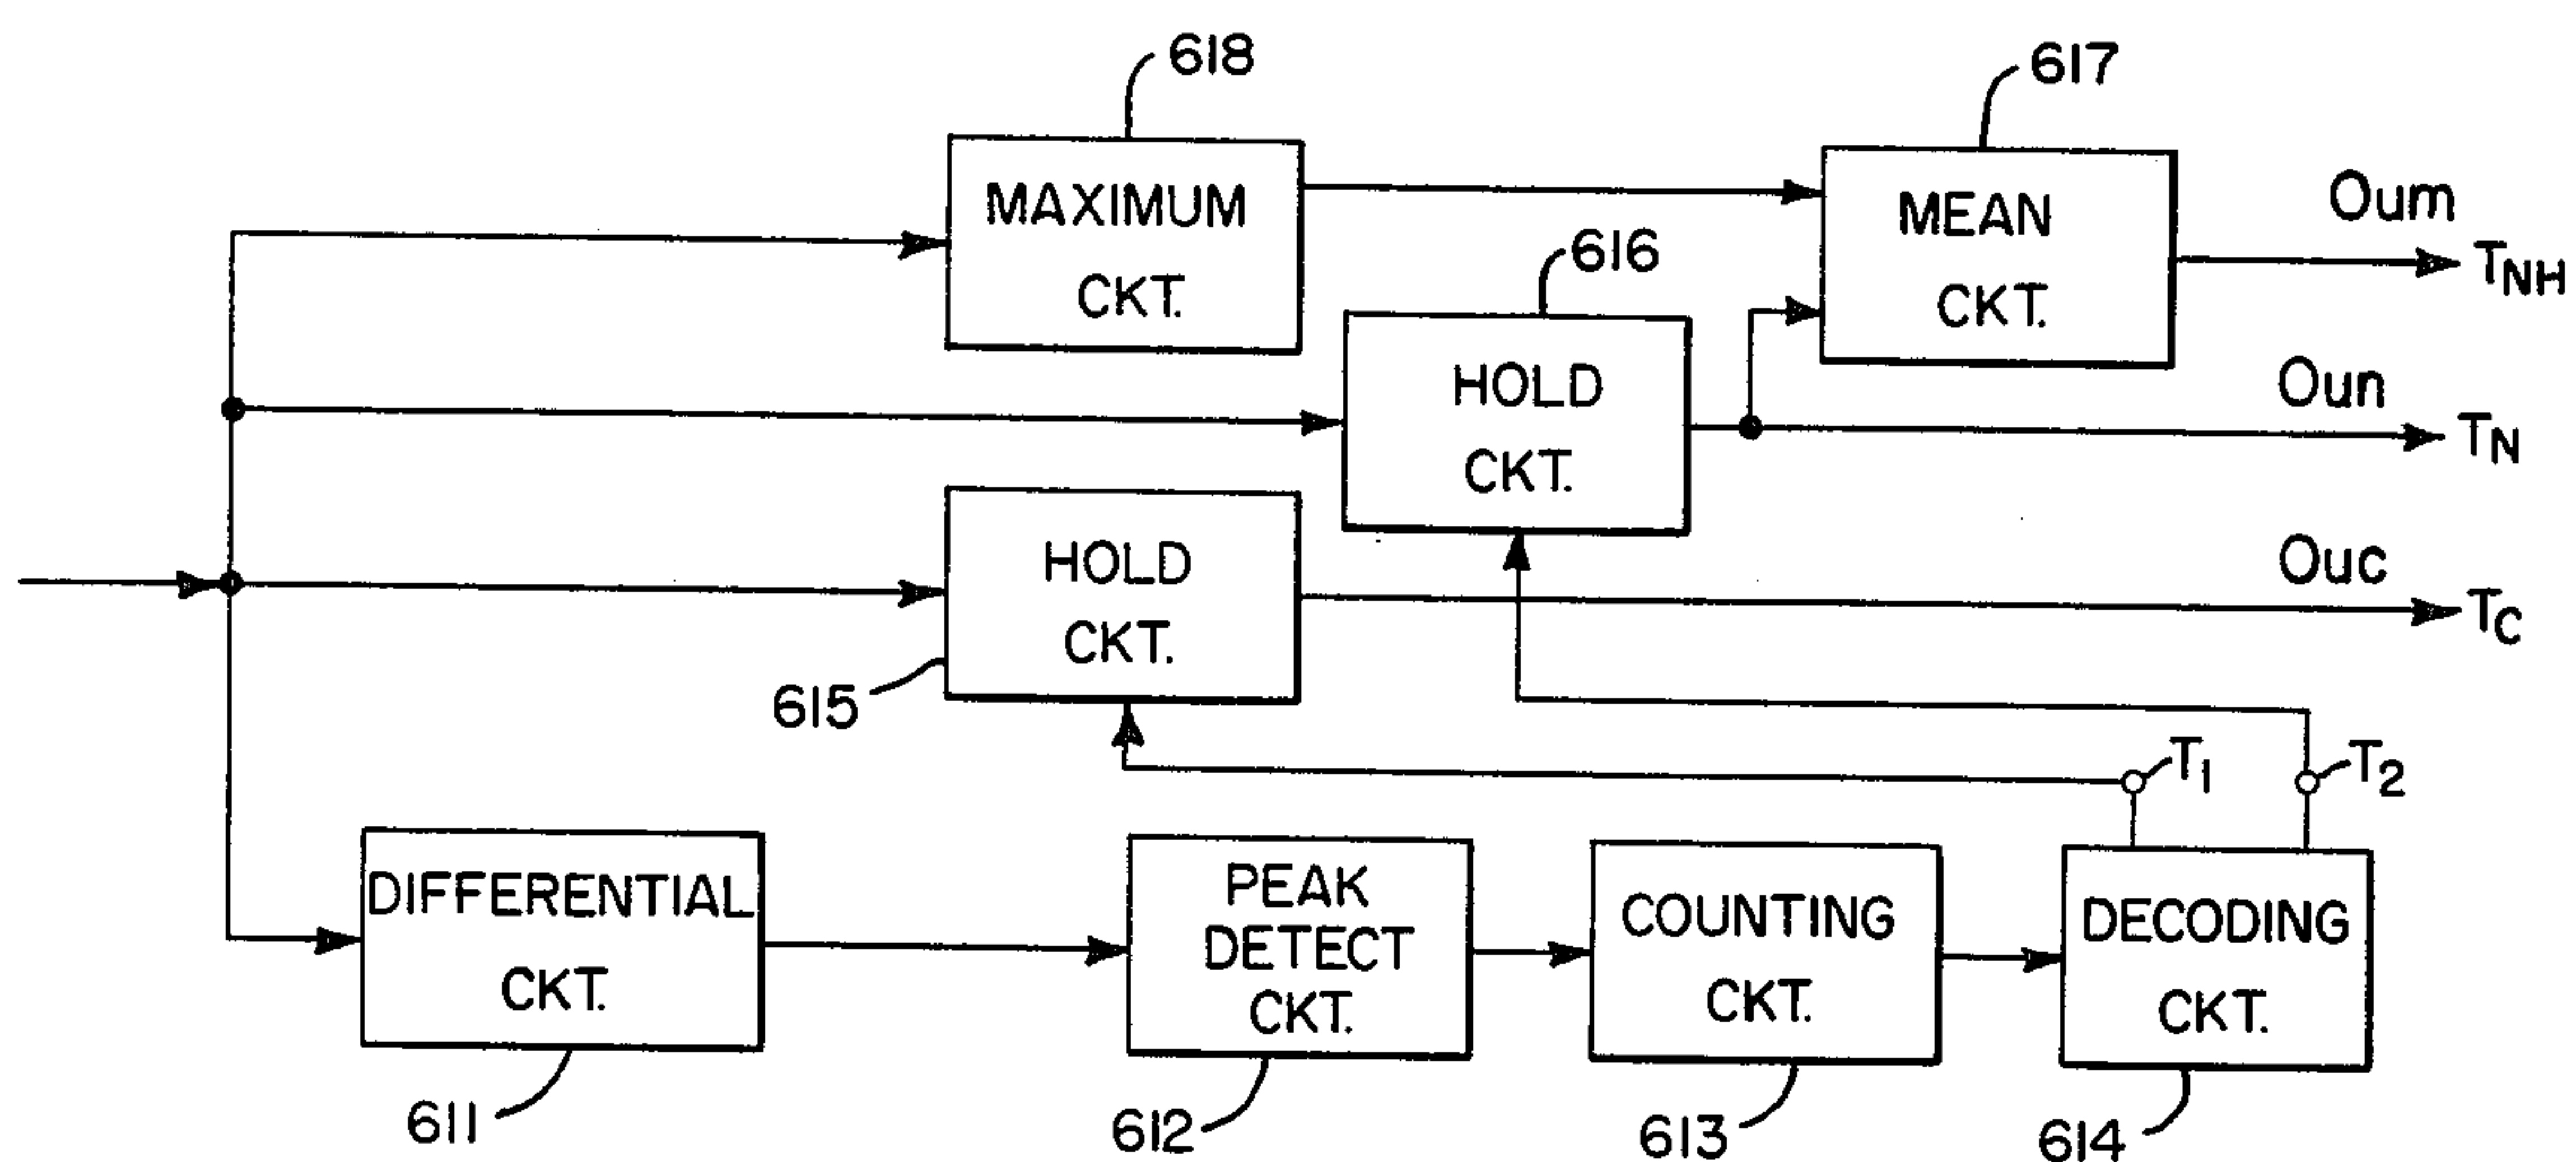 618
617
MAXIMUM
CKT.
MEAN
CKT.
Oum
TNH
616
HOLD
CKT.
Oun
TN
HOLD
CKT.
615
Ouc
TC
T1
T2
DIFFERENTIAL
CKT.
PEAK
DETECT
CKT.
COUNTING
CKT.
DECODING
CKT.
611
612
613
614